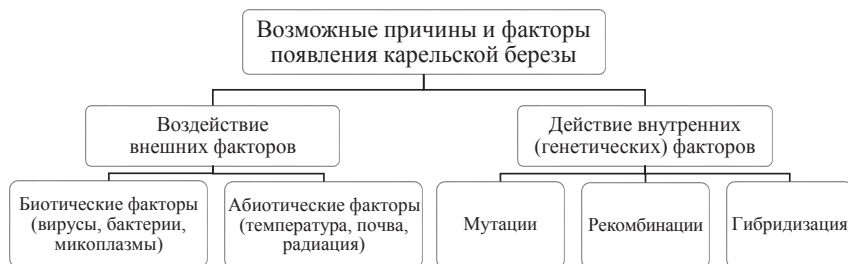 Возможные причины и факторы
появления карельской березы
Воздействие
внешних факторов
Действие внутренних
(генетических) факторов
Биотические факторы
(вирусы, бактерии,
микоплазмы)
Абиотические факторы
(температура, почва,
радиация)
Мутации
Рекомбинации
Гибридизация